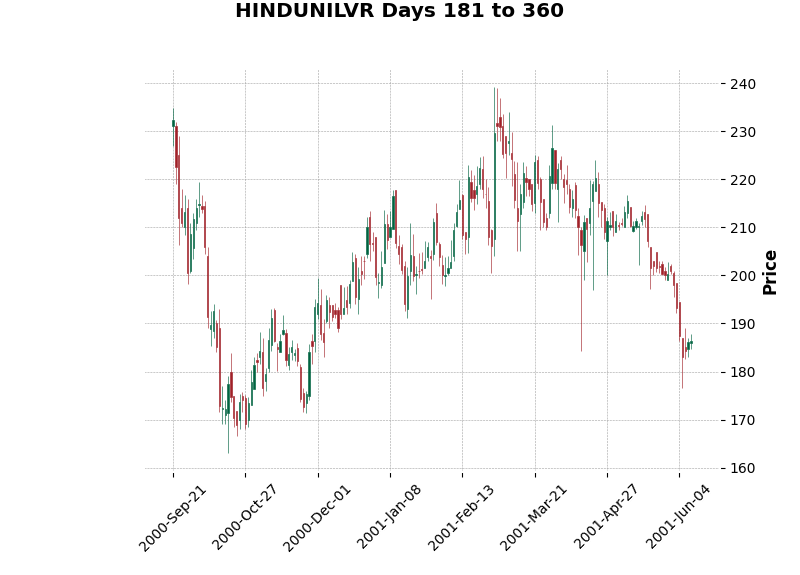 HINDUNILVR Days 181 to 360
240
230
220
210
200
190
180
170
160
Price
2000-Sep-21
2000-Oct-27
2000-Dec-01
2001-Jan-08
2001-Feb-13
2001-Mar-21
2001-Apr-27
2001-Jun-04